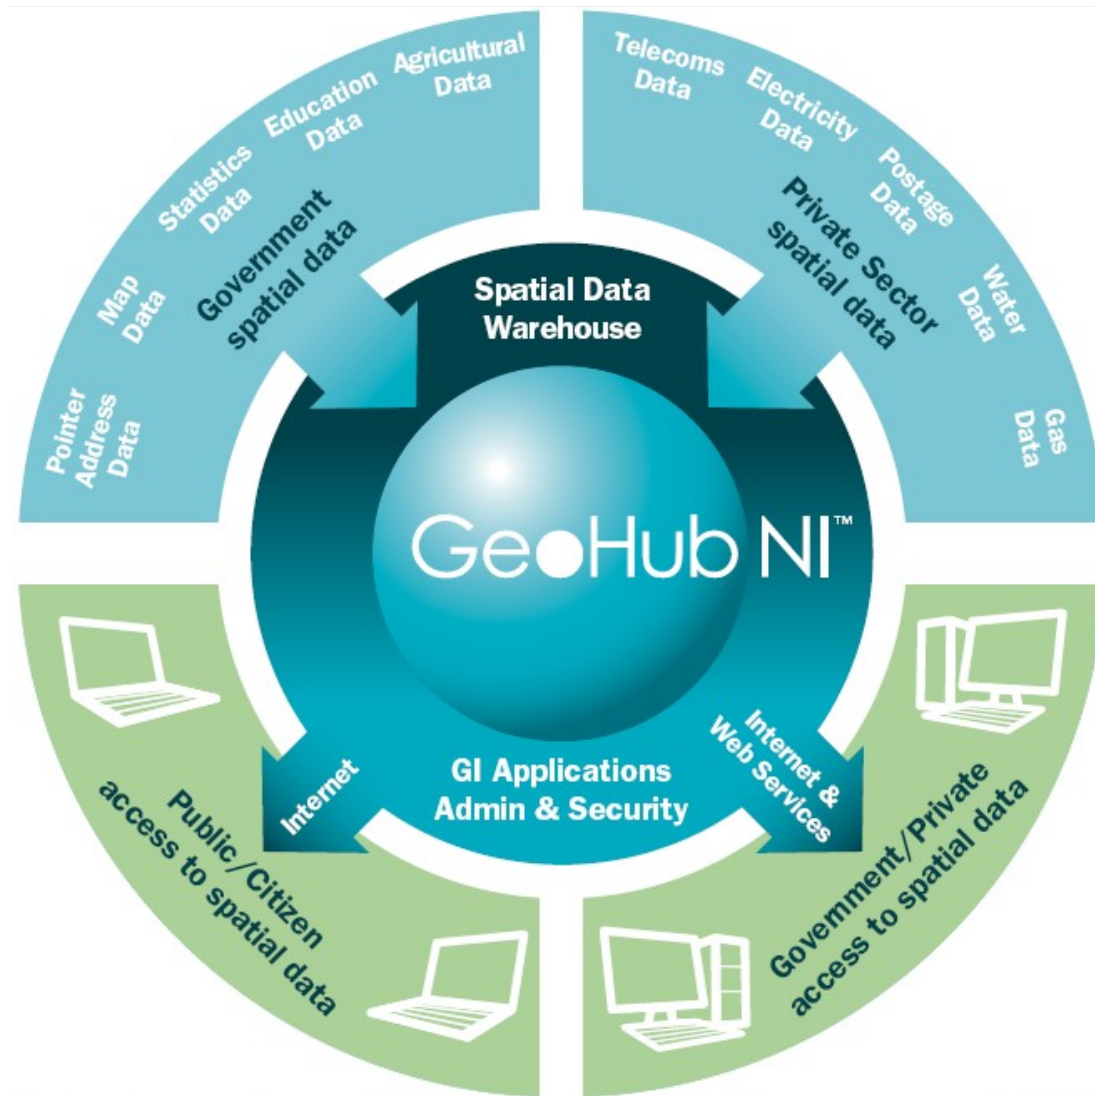 Agricultural
Data
Education
Data
Statistics
Data
Map
Data
Pointer
Address
Data
Government
spatial data
Telecoms
Data
Electricity
Data
Postage
Data
Water
Data
Gas
Data
Private Sector
spatial data
Spatial Data
Warehouse
GeoHub NI™
GI Applications
Admin & Security
Internet
Internet &
Web Services
Public/Citizen
access to spatial data
Government/Private
access to spatial data